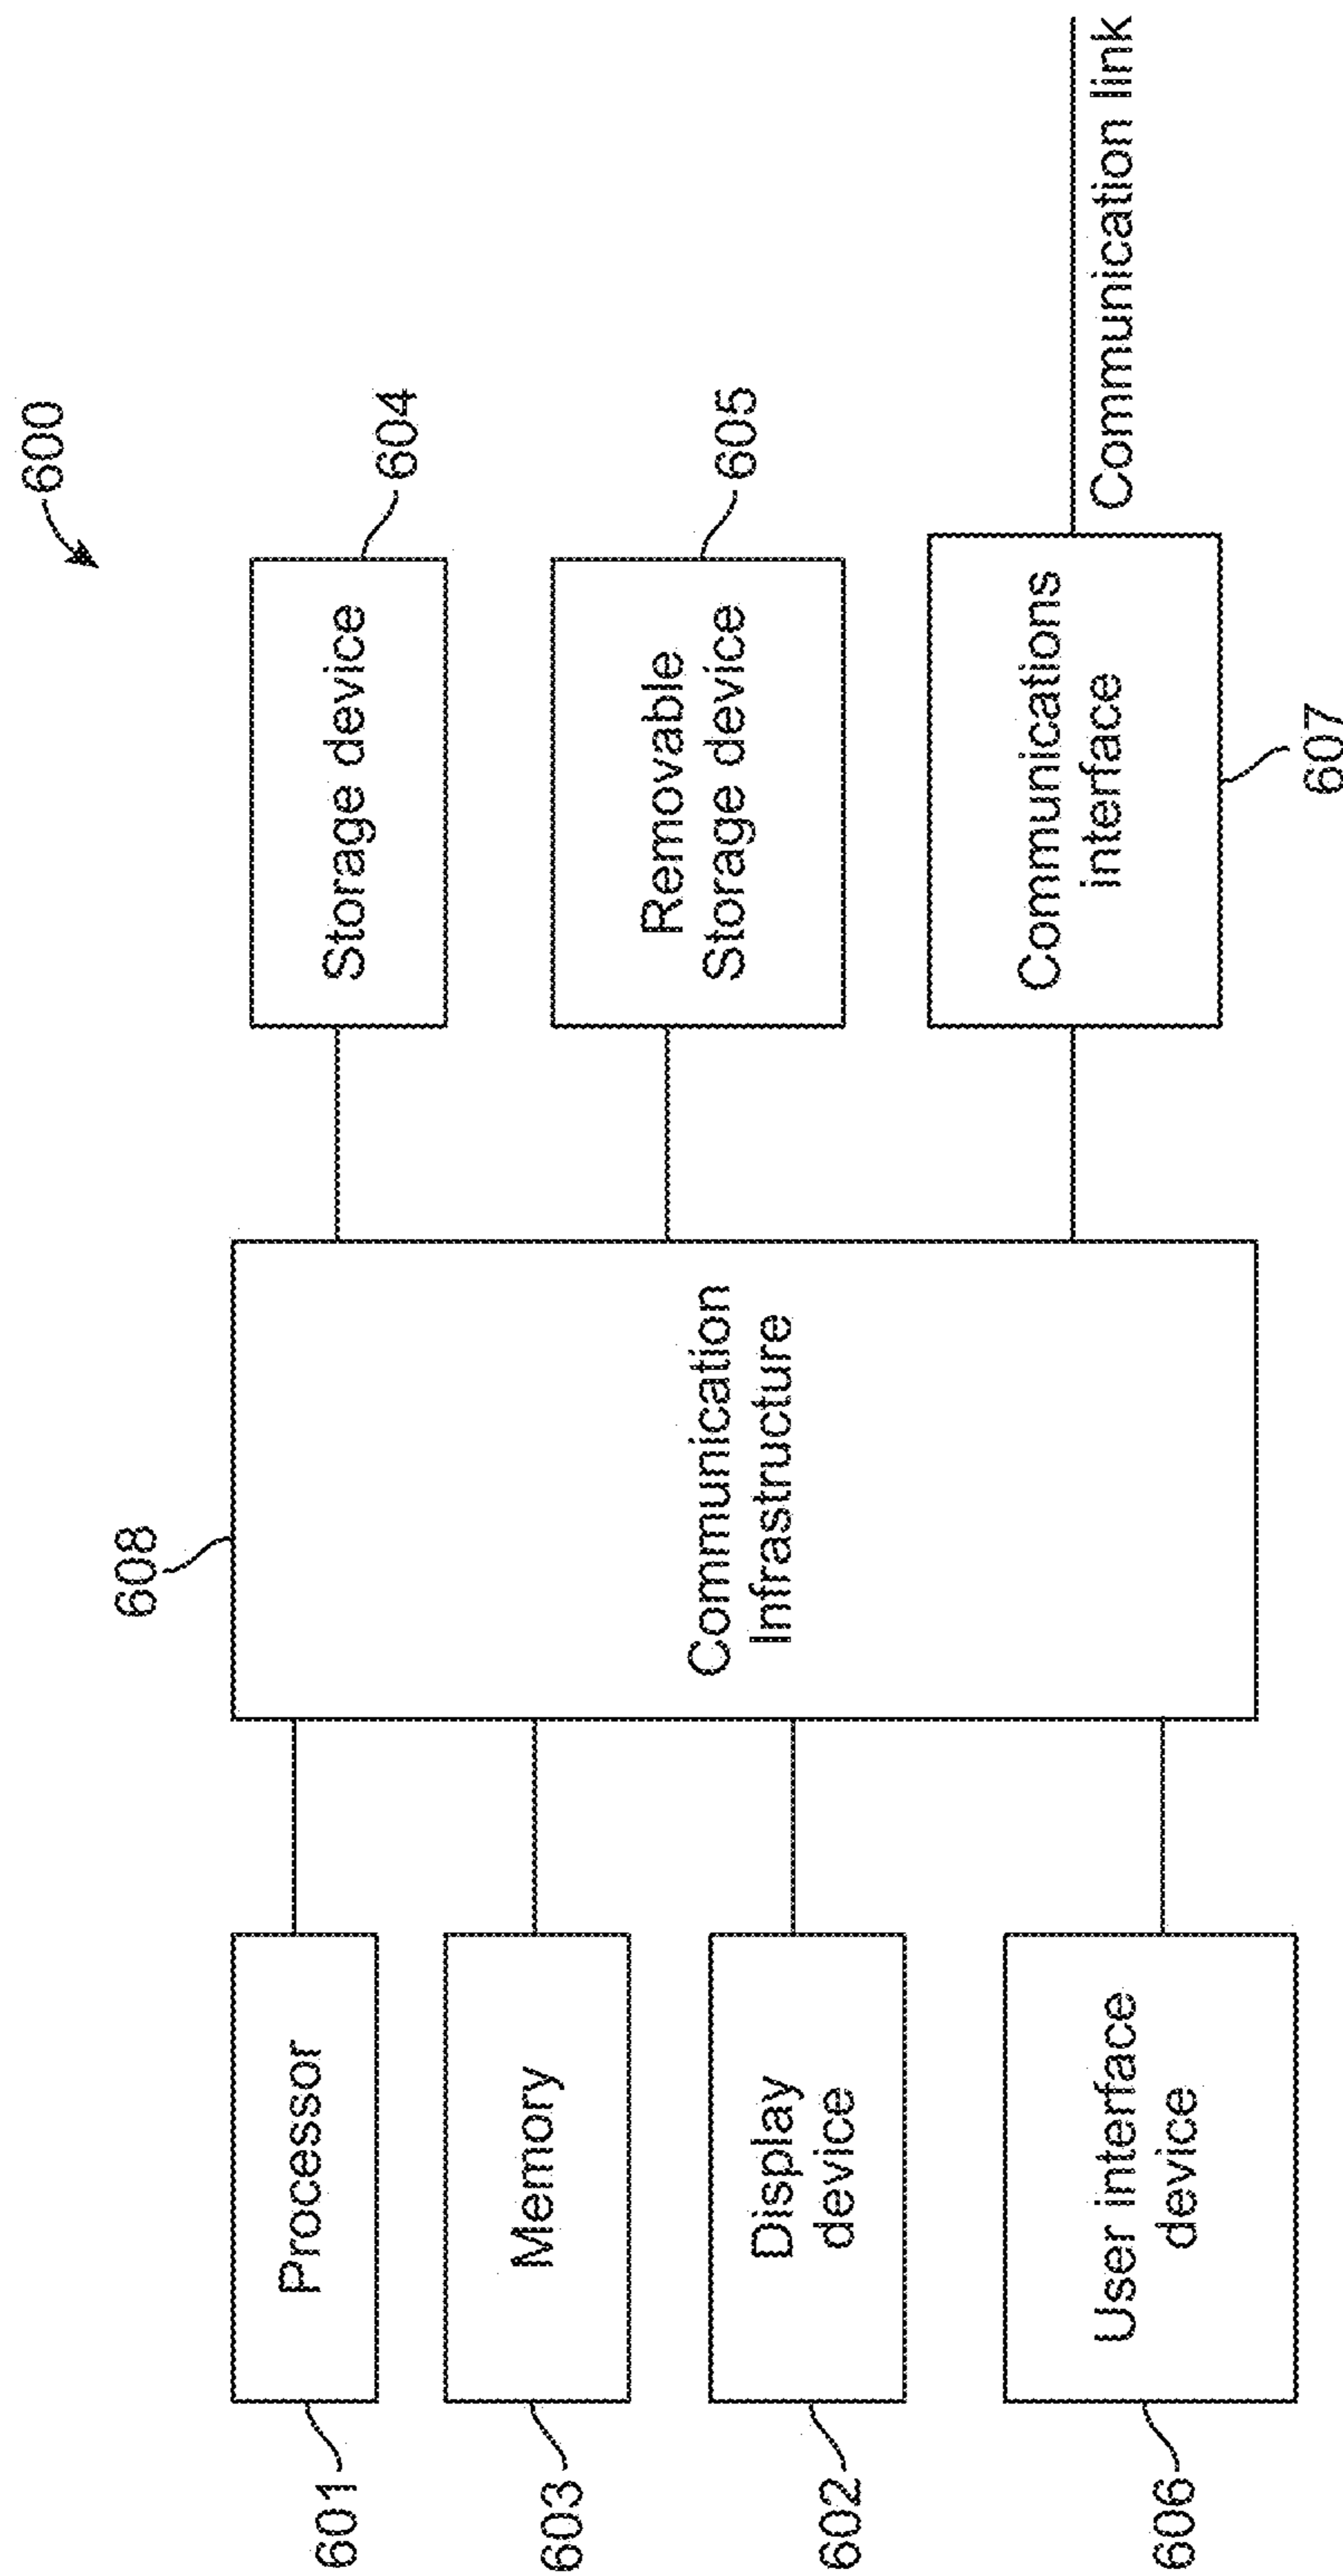 600
608
601
Processor
603
Memory
602
Display
device
606
User interface
device
Communication
Infrastructure
Storage device
604
Removable
Storage device
605
Communications
interface
607
Communication link